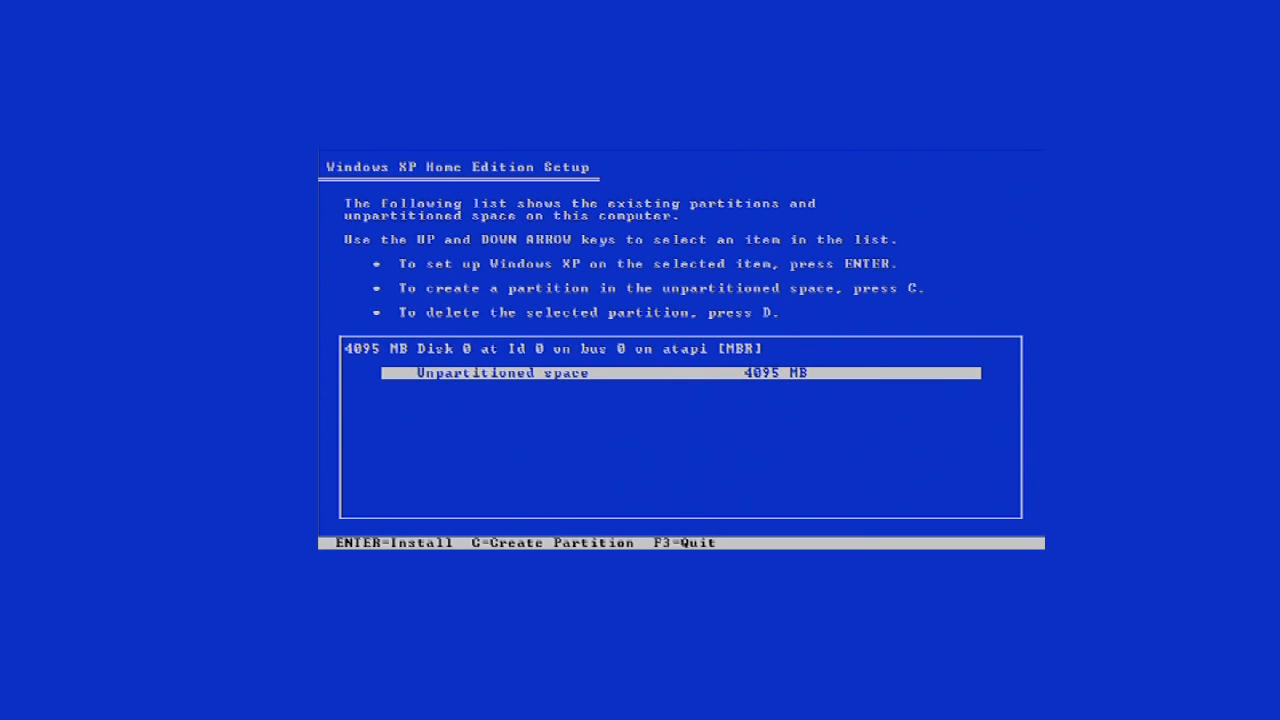 Windows XP Home Edition Setup
The following list shows the existing partitions and
unpartitioned space on this computer.
Use the UP and DOWN ARROW keys to select an item in the list.
• To set up Windows XP on the selected item, press ENTER.
• To create a partition in the unpartitioned space, press C.
• To delete the selected partition, press D.
4095 MB Disk 0 at Id 0 on bus 0 on atapi [MBR]
Unpartitioned space 4095 MB
ENTER=Install C=Create Partition F3=Quit